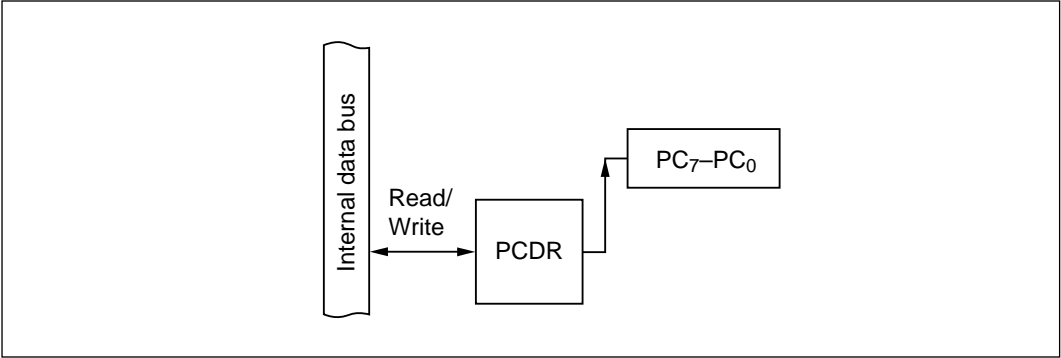 Internal data bus
Read/
Write
PCDR
PC₇–PC₀